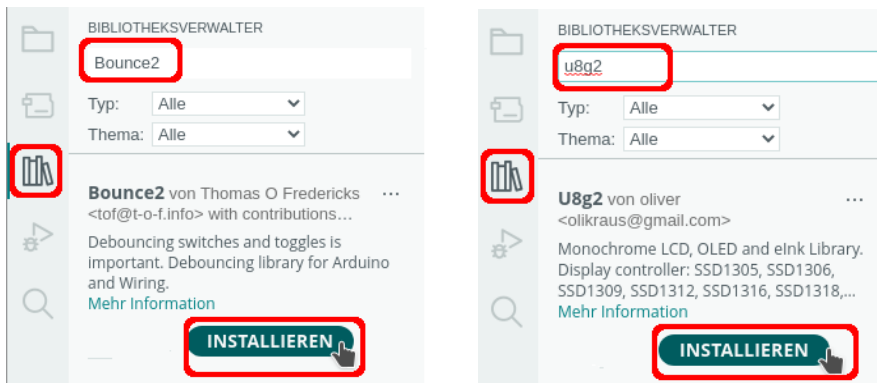 BIBLIOTHEKSVERWALTER
Bounce2
Typ: Alle
Thema: Alle
Bounce2 von Thomas O Fredericks ...
<tof@t-o-f.info> with contributions...
Debouncing switches and toggles is
important. Debouncing library for Arduino
and Wiring.
Mehr Information
INSTALLIEREN
BIBLIOTHEKSVERWALTER
u8g2
Typ: Alle
Thema: Alle
U8g2 von oliver ...
<olikraus@gmail.com>
Monochrome LCD, OLED and eInk Library.
Display controller: SSD1305, SSD1306,
SSD1309, SSD1312, SSD1316, SSD1318,...
Mehr Information
INSTALLIEREN